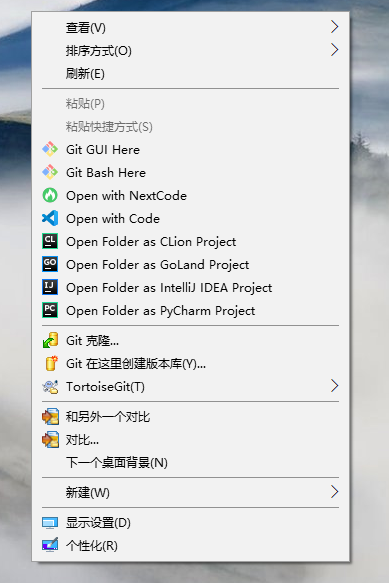 查看(V)
排序方式(O)
刷新(E)
粘贴(P)
粘贴快捷方式(S)
Git GUI Here
Git Bash Here
Open with NextCode
Open with Code
CL Open Folder as CLion Project
GO Open Folder as GoLand Project
IJ Open Folder as IntelliJ IDEA Project
PC Open Folder as PyCharm Project
Git 克隆...
Git 在这里创建版本库(Y)...
TortoiseGit(T)
和另外一个对比
对比...
下一个桌面背景(N)
新建(W)
显示设置(D)
个性化(R)